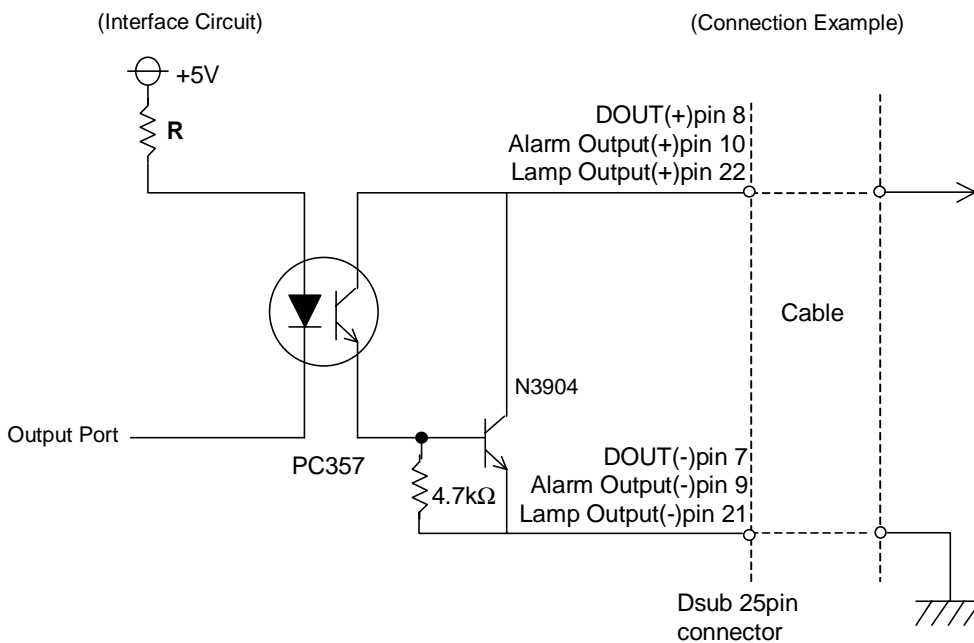 (Interface Circuit)
(Connection Example)
+5V
R
DOUT(+)pin 8
Alarm Output(+)pin 10
Lamp Output(+)pin 22
Cable
N3904
Output Port
PC357
4.7kΩ
DOUT(-)pin 7
Alarm Output(-)pin 9
Lamp Output(-)pin 21
Dsub 25pin
connector